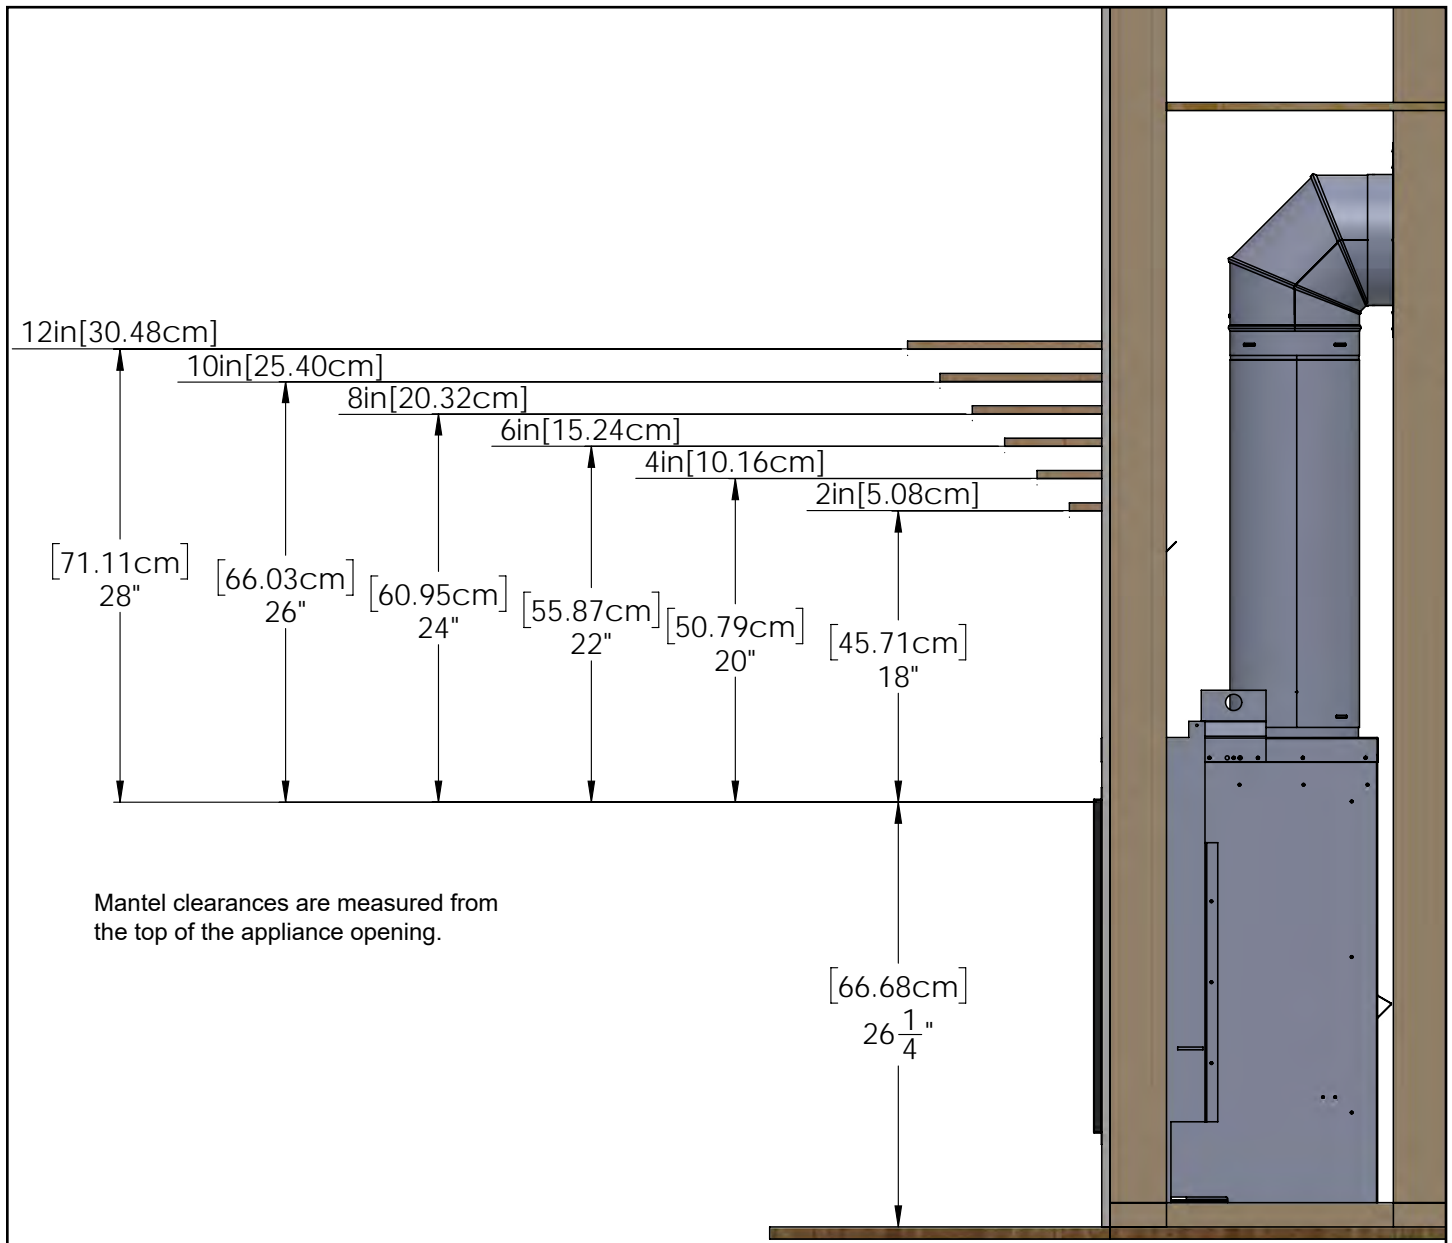 12in[30.48cm]
10in[25.40cm]
8in[20.32cm]
6in[15.24cm]
4in[10.16cm]
2in[5.08cm]
[71.11cm]
28"
[66.03cm]
26"
[60.95cm]
24"
[55.87cm]
22"
[50.79cm]
20"
[45.71cm]
18"
Mantel clearances are measured from
the top of the appliance opening.
[66.68cm]
26 1/4"